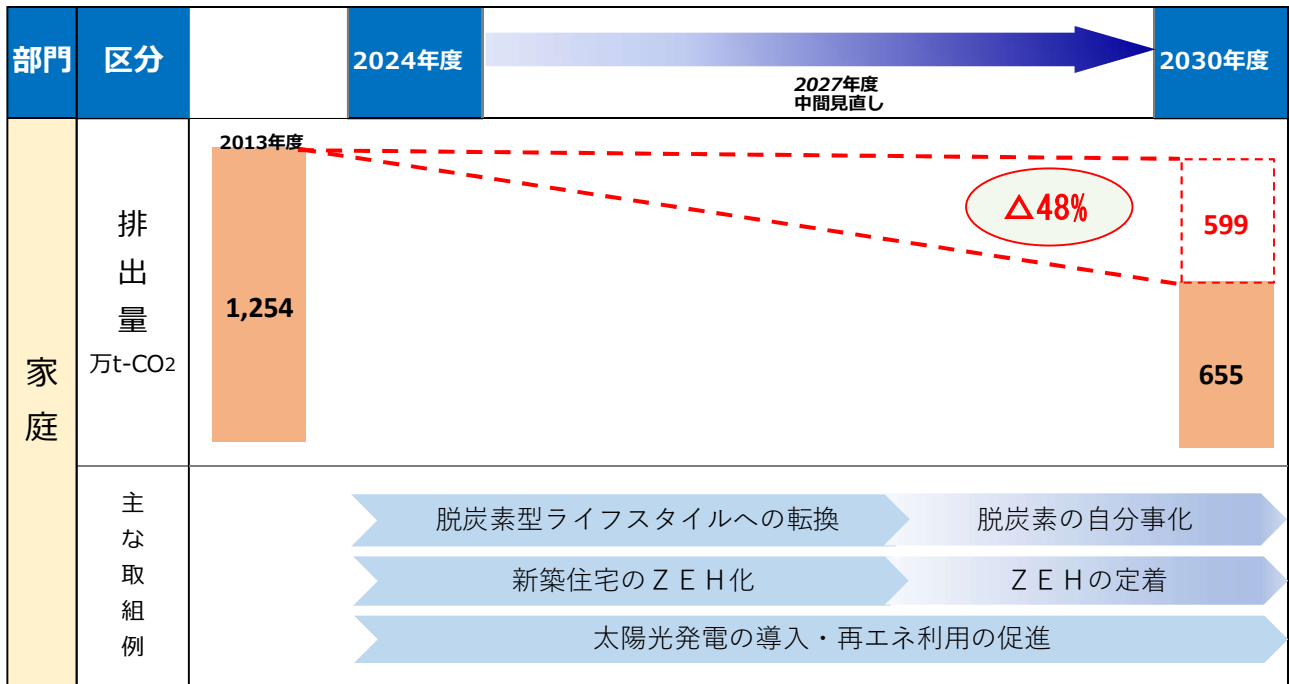 部門 区分 2024年度 2030年度
2027年度
中間見直し
2013年度
家庭
排出量
万t-CO2
1,254
△48%
599
655
主な取組例
脱炭素型ライフスタイルへの転換 脱炭素の自分事化
新築住宅のＺＥＨ化 ＺＥＨの定着
太陽光発電の導入・再エネ利用の促進